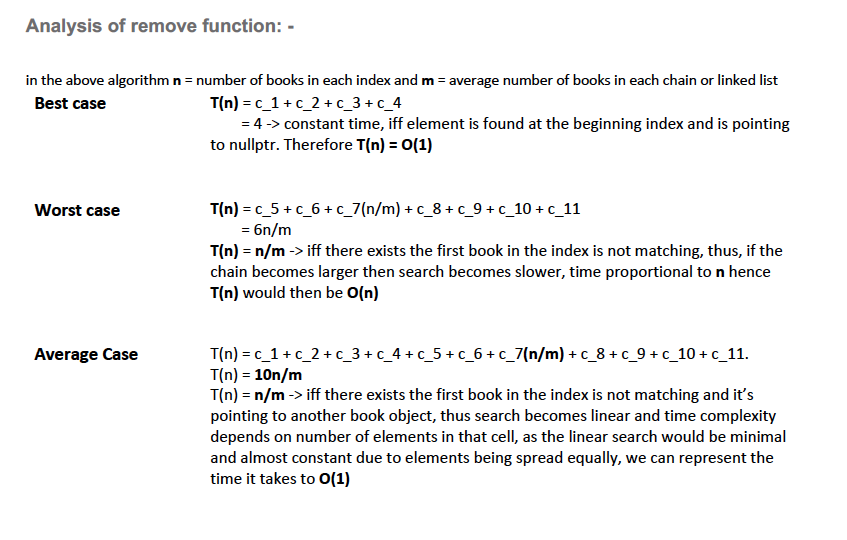 Analysis of remove function: -
in the above algorithm n = number of books in each index and m = average number of books in each chain or linked list
Best case T(n) = c_1 + c_2 + c_3 + c_4
= 4 -> constant time, iff element is found at the beginning index and is pointing
to nullptr. Therefore T(n) = O(1)
Worst case T(n) = c_5 + c_6 + c_7(n/m) + c_8 + c_9 + c_10 + c_11
= 6n/m
T(n) = n/m -> iff there exists the first book in the index is not matching, thus, if the
chain becomes larger then search becomes slower, time proportional to n hence
T(n) would then be O(n)
Average Case T(n) = c_1 + c_2 + c_3 + c_4 + c_5 + c_6 + c_7(n/m) + c_8 + c_9 + c_10 + c_11.
T(n) = 10n/m
T(n) = n/m -> iff there exists the first book in the index is not matching and it's
pointing to another book object, thus search becomes linear and time complexity
depends on number of elements in that cell, as the linear search would be minimal
and almost constant due to elements being spread equally, we can represent the
time it takes to O(1)